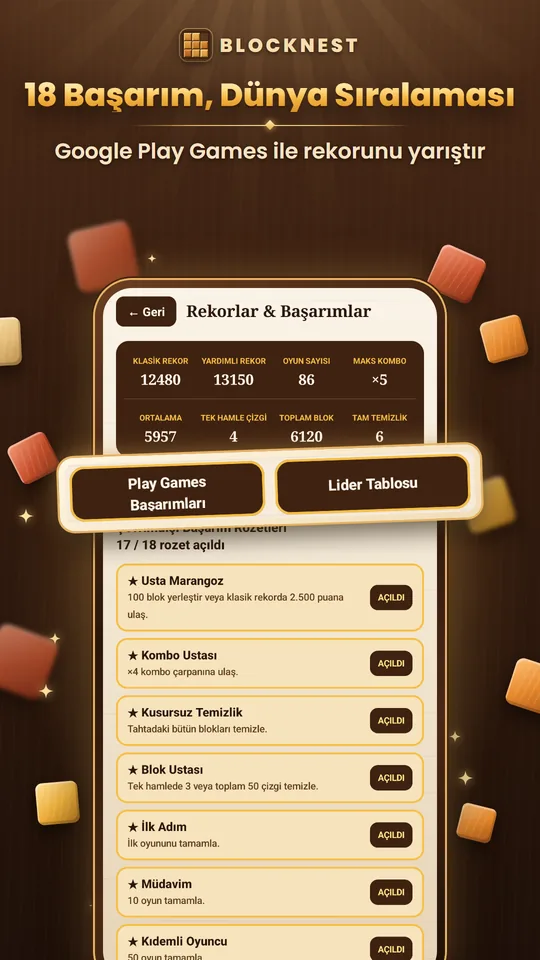 BLOCKNEST
18 Başarım, Dünya Sıralaması
Google Play Games ile rekorunu yarıştır
← Geri
Rekorlar & Başarımlar
KLASİK REKOR YARDIMLI REKOR OYUN SAYISI MAKS KOMBO
12480 13150 86 ×5
ORTALAMA TEK HAMLE ÇİZGİ TOPLAM BLOK TAM TEMİZLİK
5957 4 6120 6
Play Games
Başarımları
Lider Tablosu
Başarım Rozetleri
17 / 18 rozet açıldı
★ Usta Marangoz
100 blok yerleştir veya klasik rekorda 2.500 puana
ulaş.
AÇILDI
★ Kombo Ustası
×4 kombo çarpanına ulaş.
AÇILDI
★ Kusursuz Temizlik
Tahtadaki bütün blokları temizle.
AÇILDI
★ Blok Ustası
Tek hamlede 3 veya toplam 50 çizgi temizle.
AÇILDI
★ İlk Adım
İlk oyununu tamamla.
AÇILDI
★ Müdavim
10 oyun tamamla.
AÇILDI
★ Kıdemli Oyuncu
50 oyun tamamla.
AÇILDI